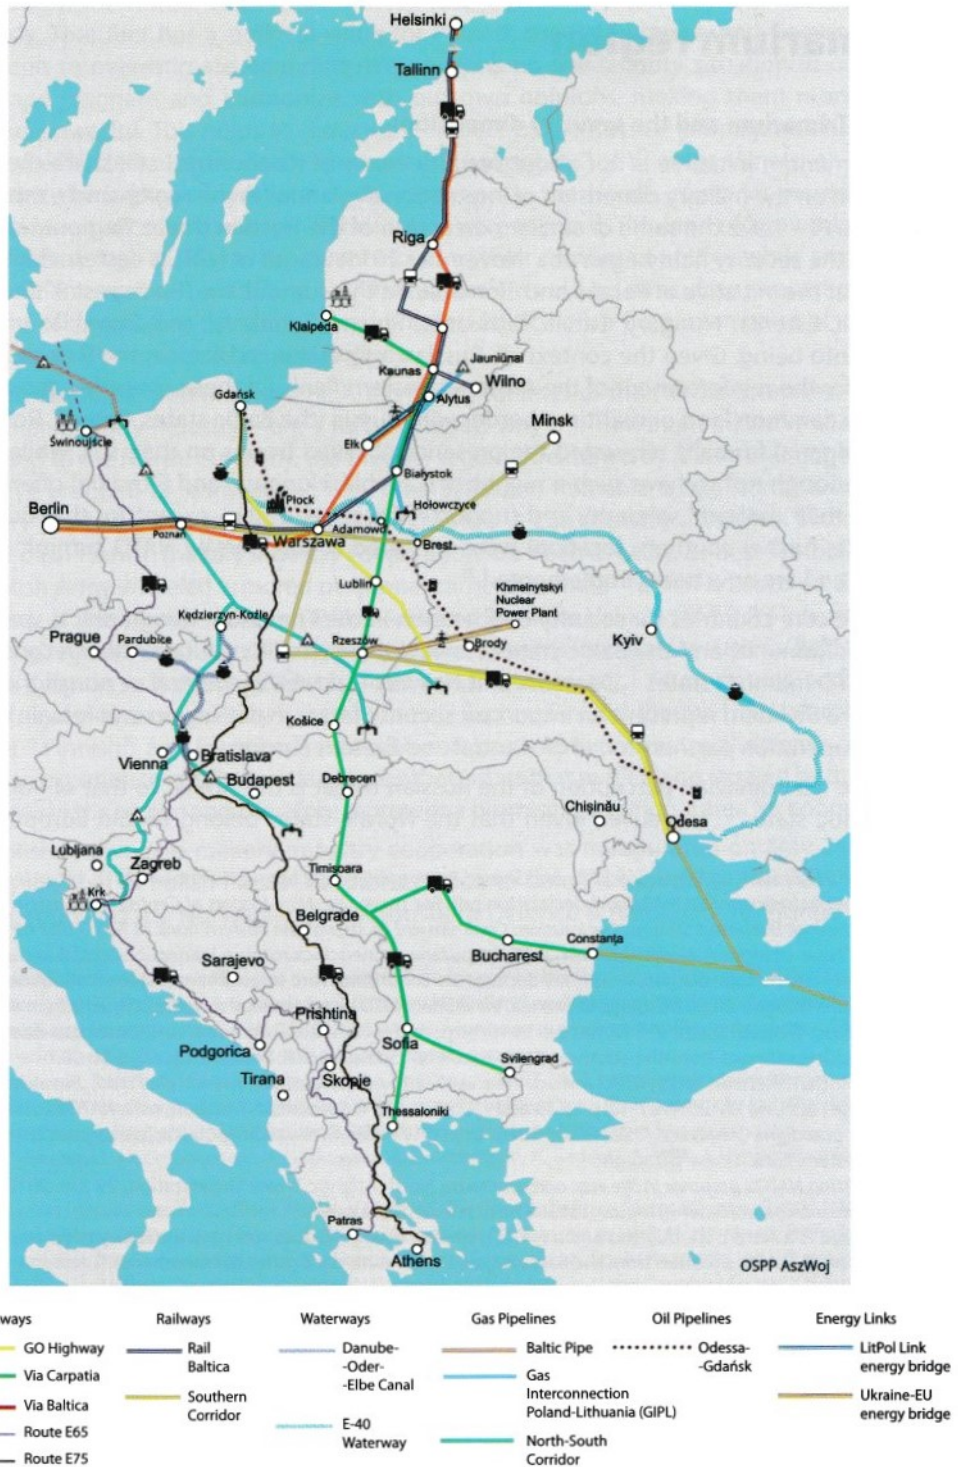 Helsinki
Tallinn
Riga
Klaipėda
Kaunas
Jauniūnai
Wilno
Alytus
Gdańsk
Minsk
Świnoujście
Ełk
Białystok
Płock
Hołowczyce
Berlin
Poznań
Adamowo
Warszawa
Brest
Lublin
Khmelnytskyi
Nuclear
Power Plant
Kędzierzyn-Koźle
Kyiv
Prague
Pardubice
Rzeszów
Brody
Košice
Vienna
Bratislava
Budapest
Debrecen
Chișinău
Odesa
Lubljana
Zagreb
Timișoara
Krk
Belgrade
Constanța
Bucharest
Sarajevo
Prishtina
Podgorica
Sofia
Svilengrad
Tirana
Skopje
Thessaloniki
Patras
Athens
OSPP AszWoj
ways
GO Highway
Via Carpatia
Via Baltica
Route E65
Route E75
Railways
Rail
Baltica
Southern
Corridor
Waterways
Danube-
-Oder-
-Elbe Canal
E-40
Waterway
Gas Pipelines
Baltic Pipe
Gas
Interconnection
Poland-Lithuania (GIPL)
North-South
Corridor
Oil Pipelines
Odessa-
-Gdańsk
Energy Links
LitPol Link
energy bridge
Ukraine-EU
energy bridge